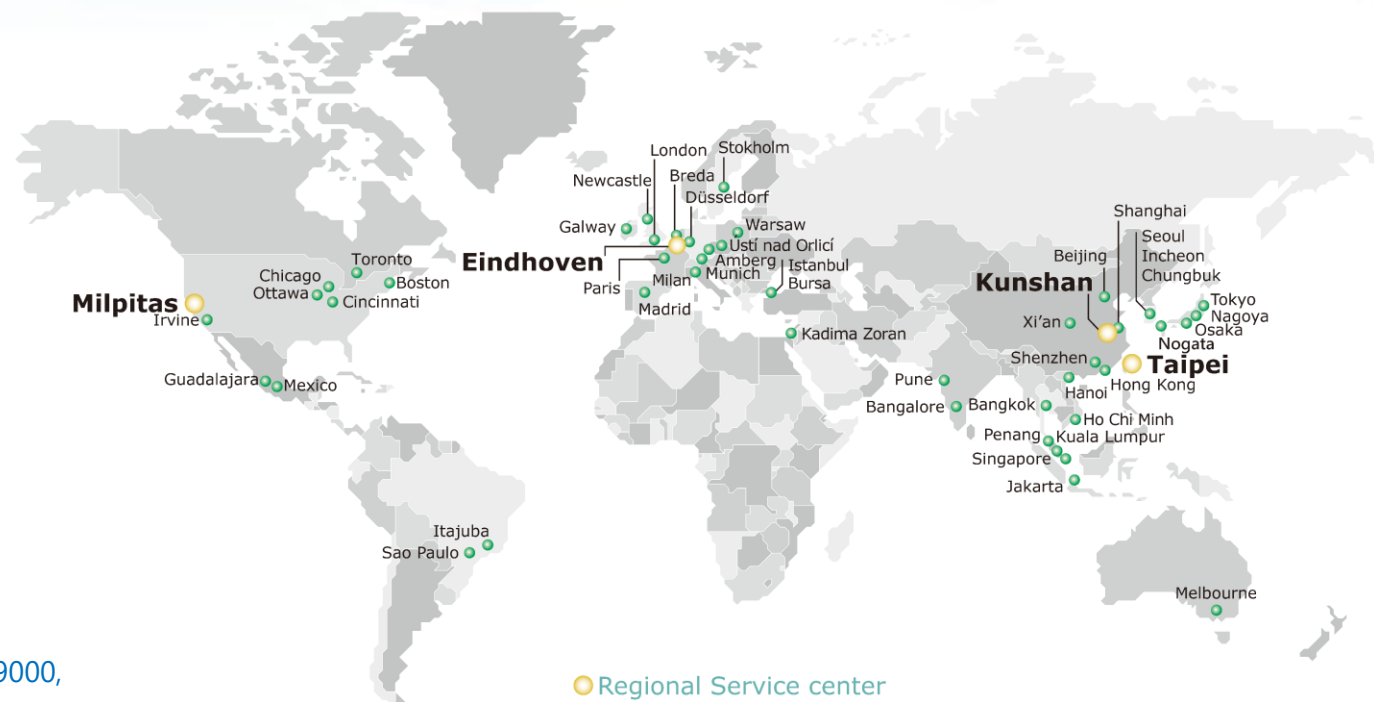 London
Stokholm
Newcastle
Breda
Düsseldorf
Galway
Warsaw
Eindhoven
Ústí nad Orlicí
Amberg
Munich
Istanbul
Bursa
Paris
Milan
Madrid
Kadima Zoran
Toronto
Chicago
Ottawa
Boston
Cincinnati
Milpitas
Irvine
Guadalajara
Mexico
Itajuba
Sao Paulo
Shanghai
Seoul
Incheon
Chungbuk
Beijing
Kunshan
Tokyo
Nagoya
Osaka
Xi'an
Nogata
Shenzhen
Taipei
Hong Kong
Pune
Hanoi
Bangalore
Bangkok
Ho Chi Minh
Penang
Kuala Lumpur
Singapore
Jakarta
Melbourne
9000,
Regional Service center